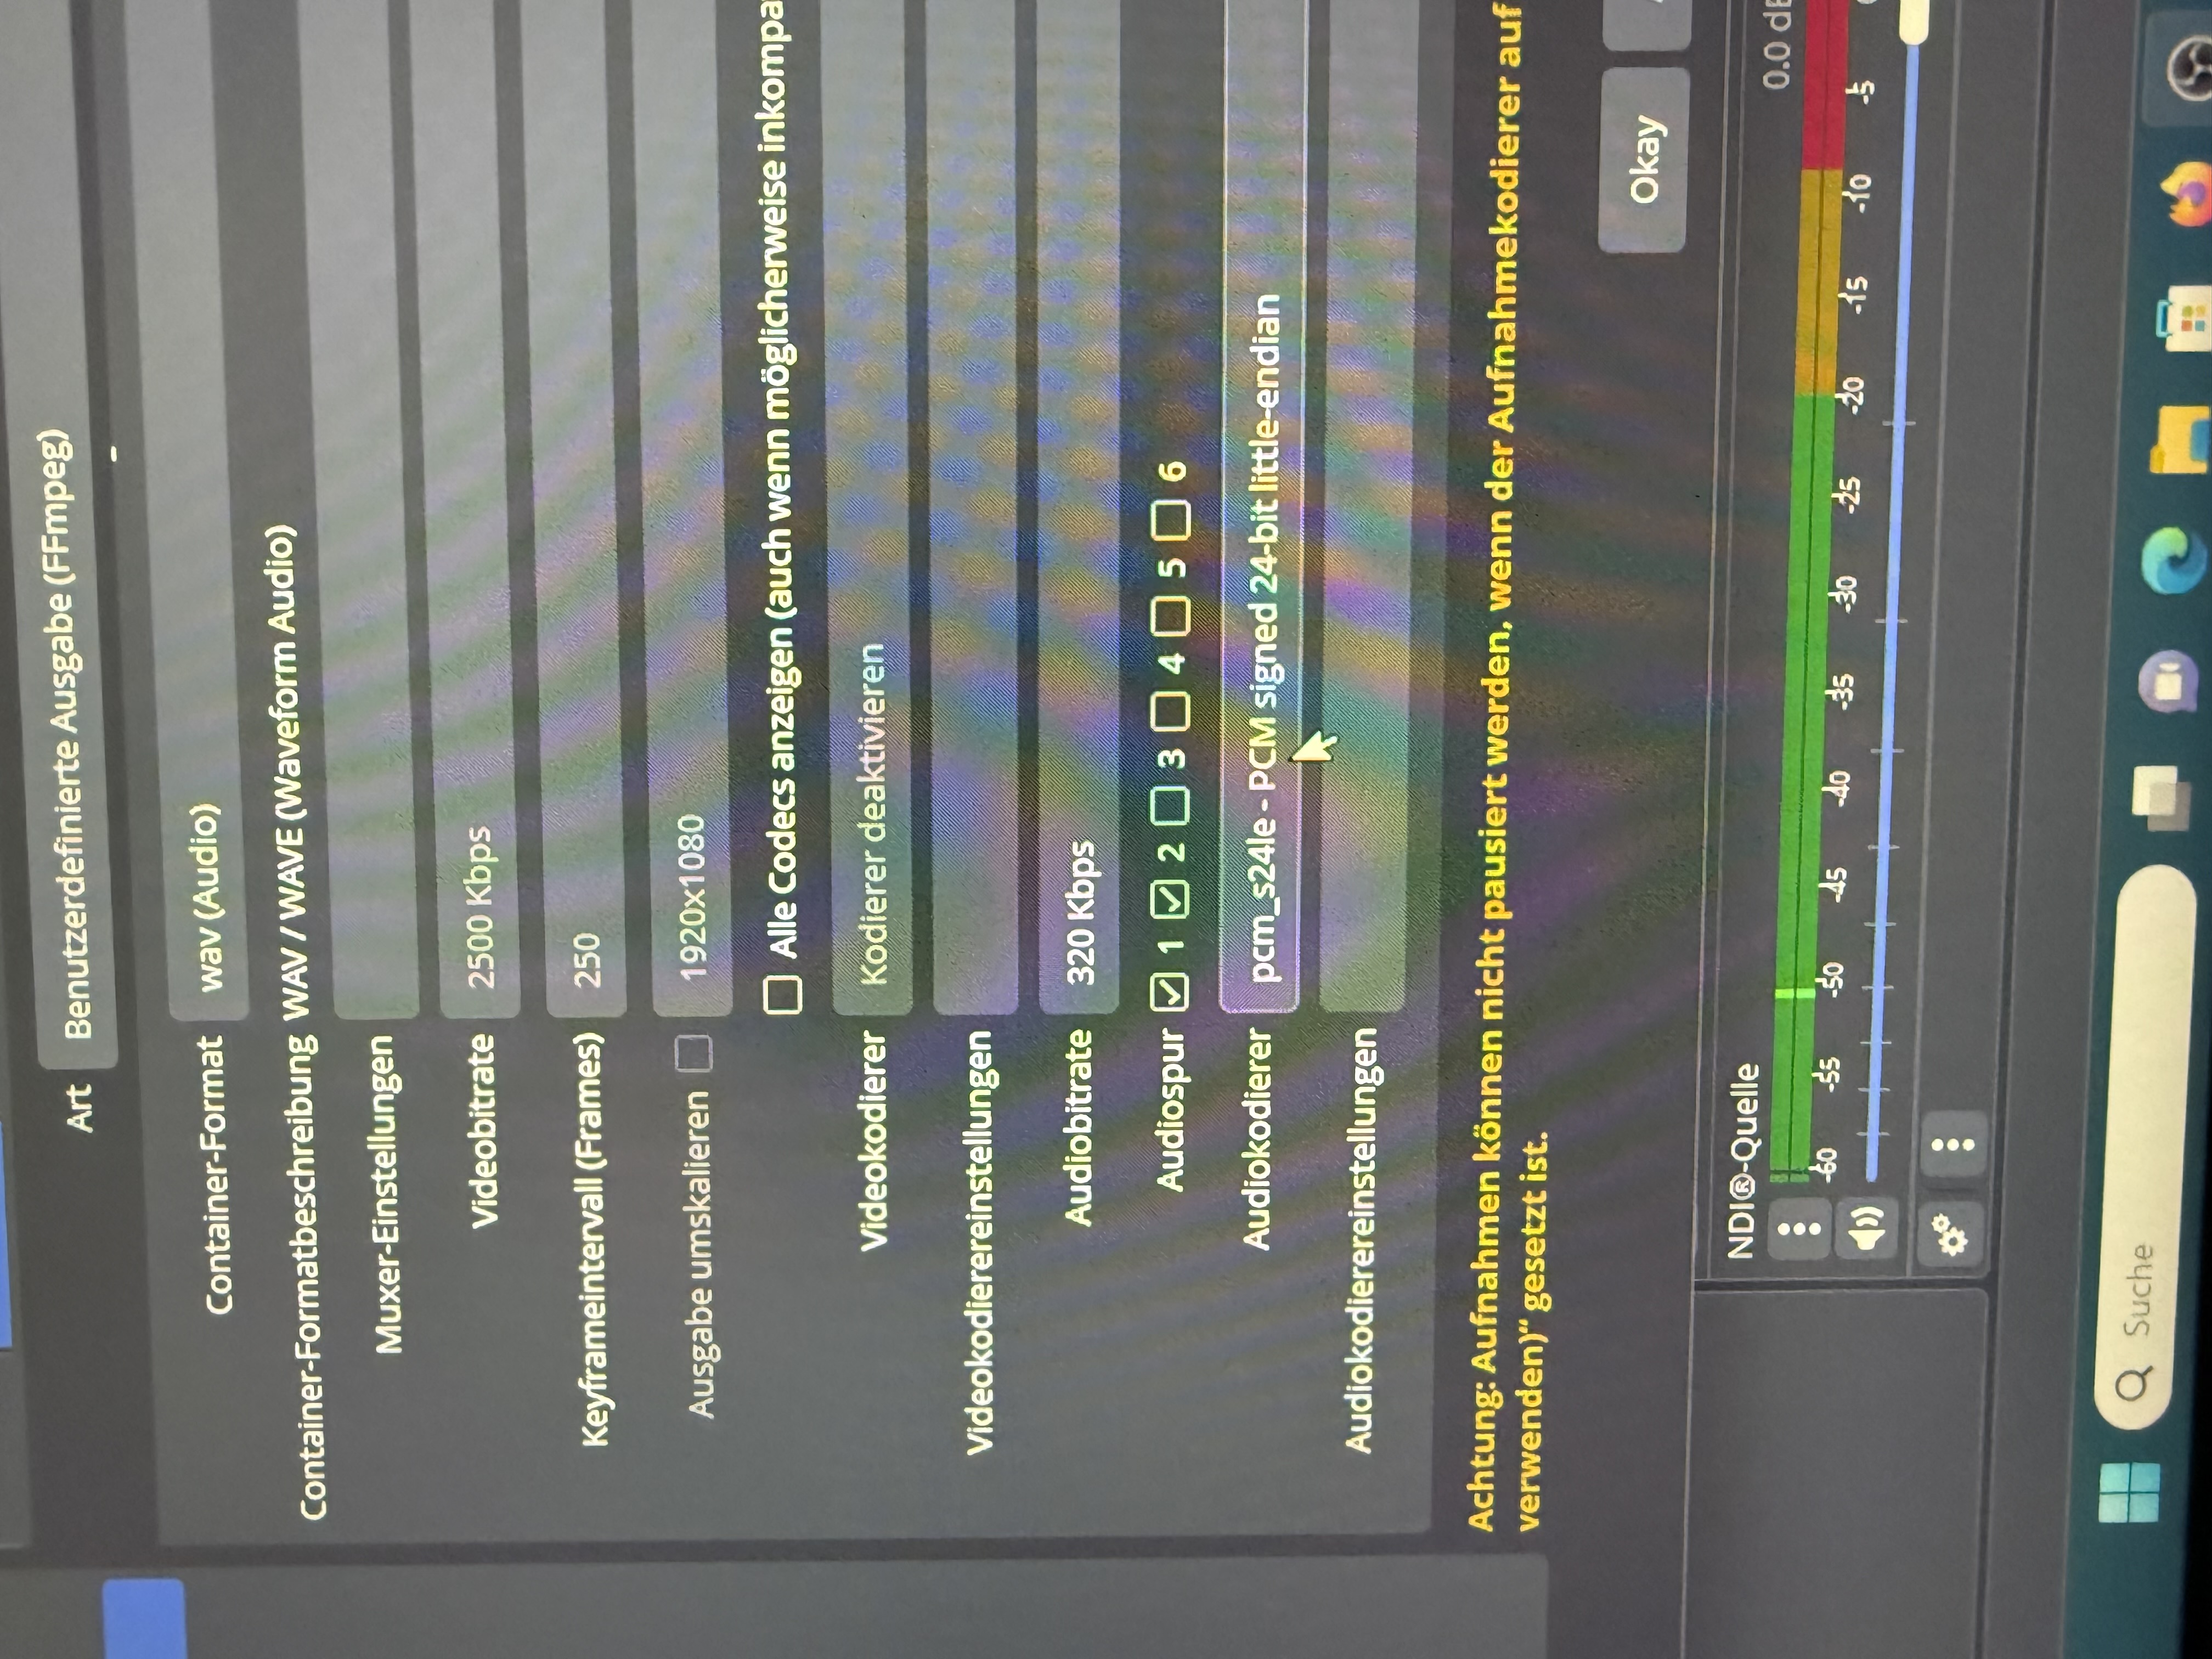 Art Benutzerdefinierte Ausgabe (FFmpeg)
Container-Format wav (Audio)
Container-Formatbeschreibung WAV / WAVE (Waveform Audio)
Muxer-Einstellungen
Videobitrate 2500 Kbps
Keyframeintervall (Frames) 250
Ausgabe umskalieren 1920x1080
Alle Codecs anzeigen (auch wenn möglicherweise inkompa
Videokodierer Kodierer deaktivieren
Videokodierereinstellungen
Audiobitrate 320 Kbps
Audiospur 1 2 3 4 5 6
Audiokodierer pcm_s24le - PCM signed 24-bit little-endian
Audiokodierereinstellungen
Achtung: Aufnahmen können nicht pausiert werden, wenn der Aufnahmekodierer auf
verwenden)“ gesetzt ist.
Okay
NDI®-Quelle
0.0 dB
-60 -55 -50 -45 -40 -35 -30 -25 -20 -15 -10 -5
Suche